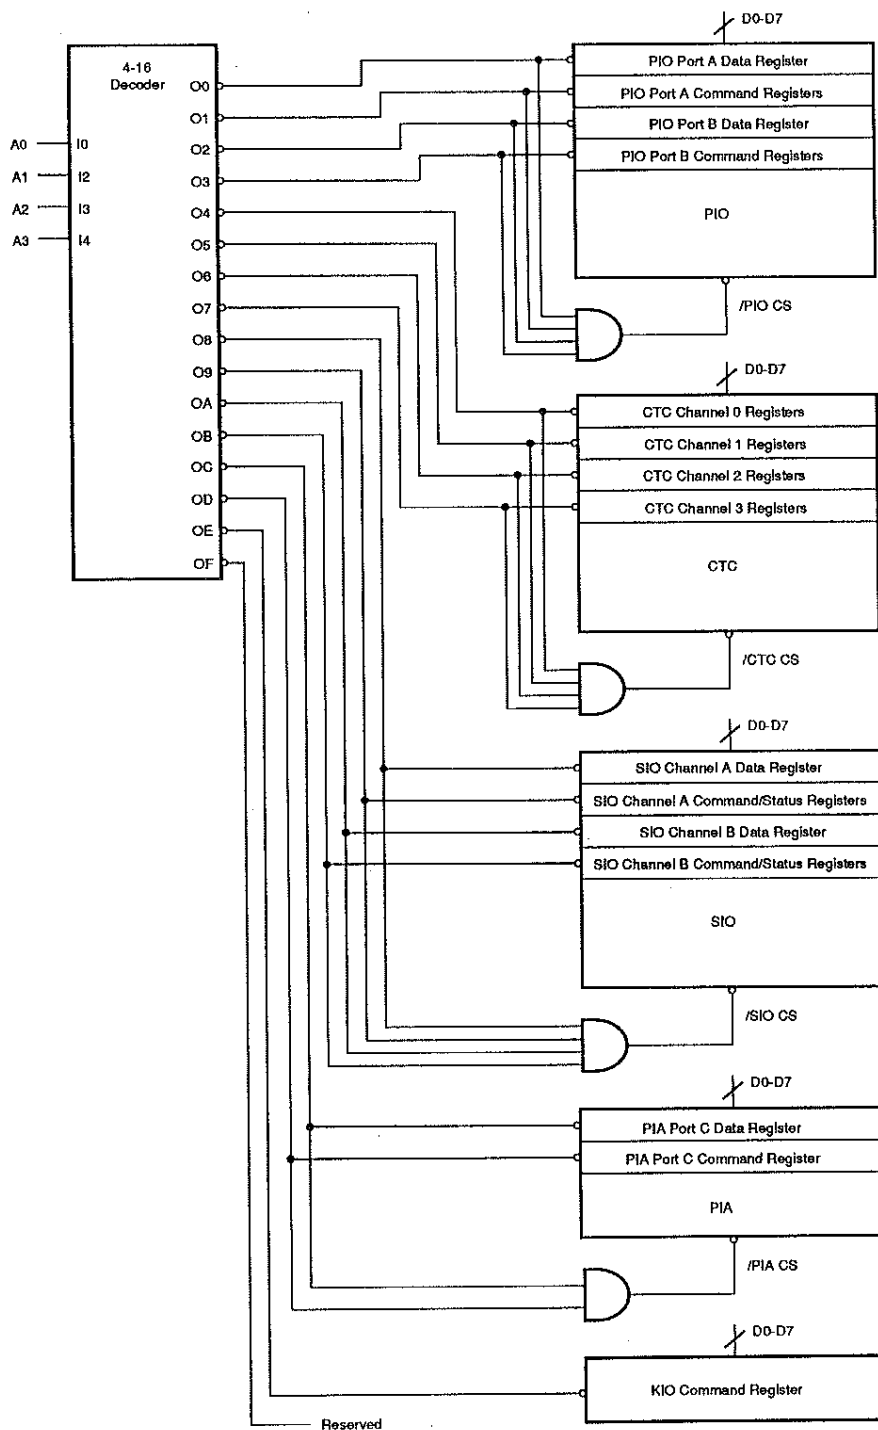 4-16
Decoder
A0
A1
A2
A3
I0
I2
I3
I4
O0
O1
O2
O3
O4
O5
O6
O7
O8
O9
OA
OB
OC
OD
OE
OF
D0-D7
PIO Port A Data Register
PIO Port A Command Registers
PIO Port B Data Register
PIO Port B Command Registers
PIO
/PIO CS
D0-D7
CTC Channel 0 Registers
CTC Channel 1 Registers
CTC Channel 2 Registers
CTC Channel 3 Registers
CTC
/CTC CS
D0-D7
SIO Channel A Data Register
SIO Channel A Command/Status Registers
SIO Channel B Data Register
SIO Channel B Command/Status Registers
SIO
/SIO CS
D0-D7
PIA Port C Data Register
PIA Port C Command Register
PIA
/PIA CS
D0-D7
KIO Command Register
Reserved